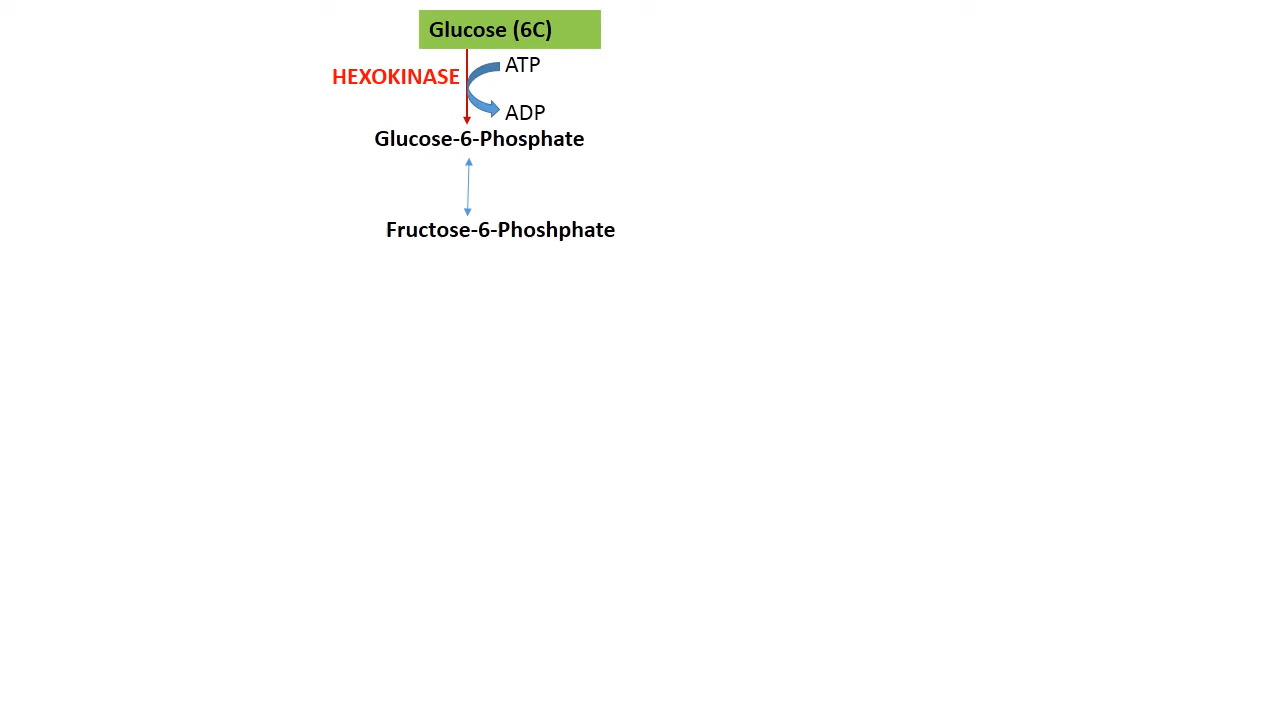 Glucose (6C)
ATP
HEXOKINASE
ADP
Glucose-6-Phosphate
Fructose-6-Phoshphate